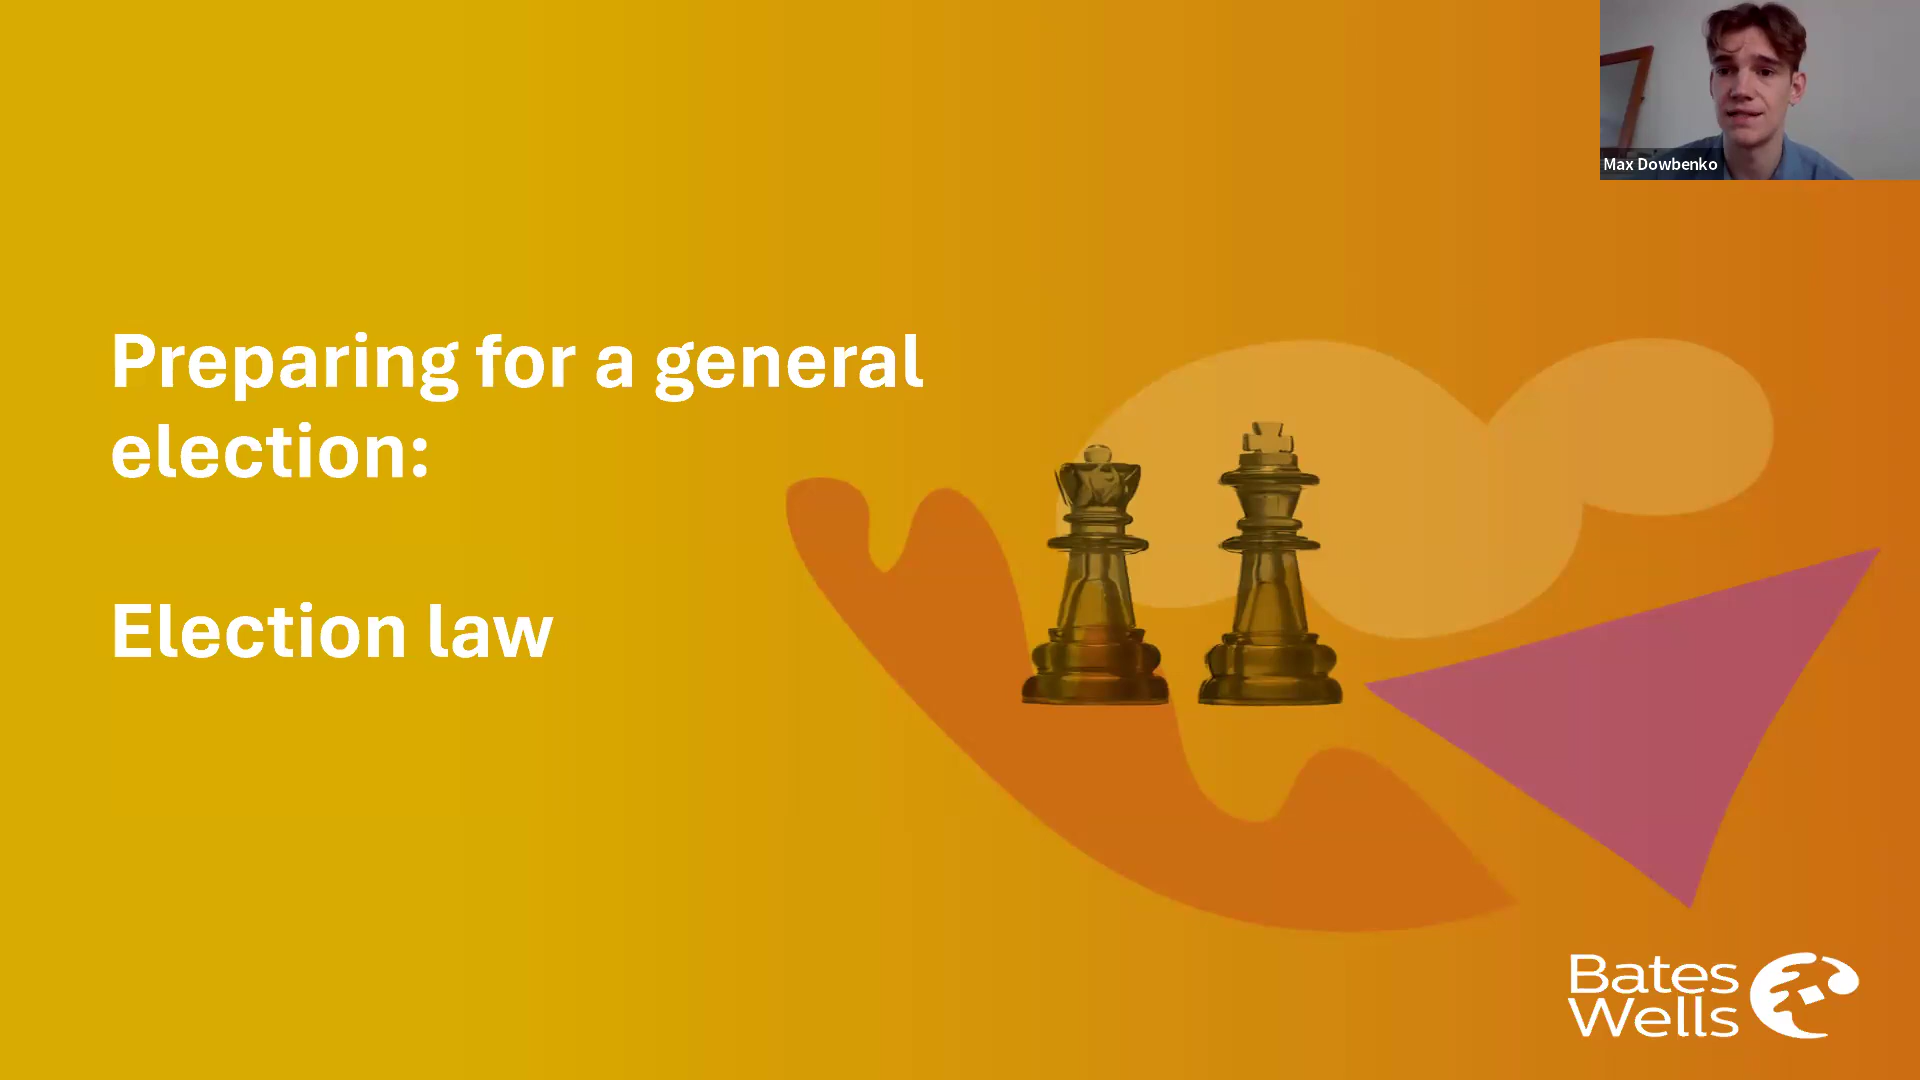 Max Dowbenko
Preparing for a general
election:
Election law
Bates
Wells